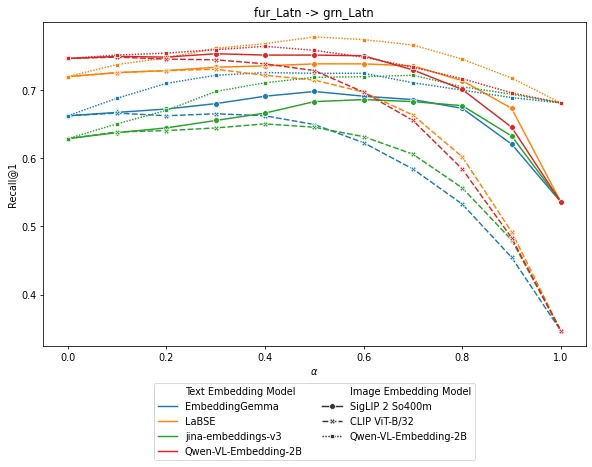 fur_Latn -> grn_Latn
Recall@1
0.7
0.6
0.5
0.4
0.0 0.2 0.4 0.6 0.8 1.0
α
Text Embedding Model Image Embedding Model
EmbeddingGemma SigLIP 2 So400m
LaBSE CLIP ViT-B/32
jina-embeddings-v3 Qwen-VL-Embedding-2B
Qwen-VL-Embedding-2B